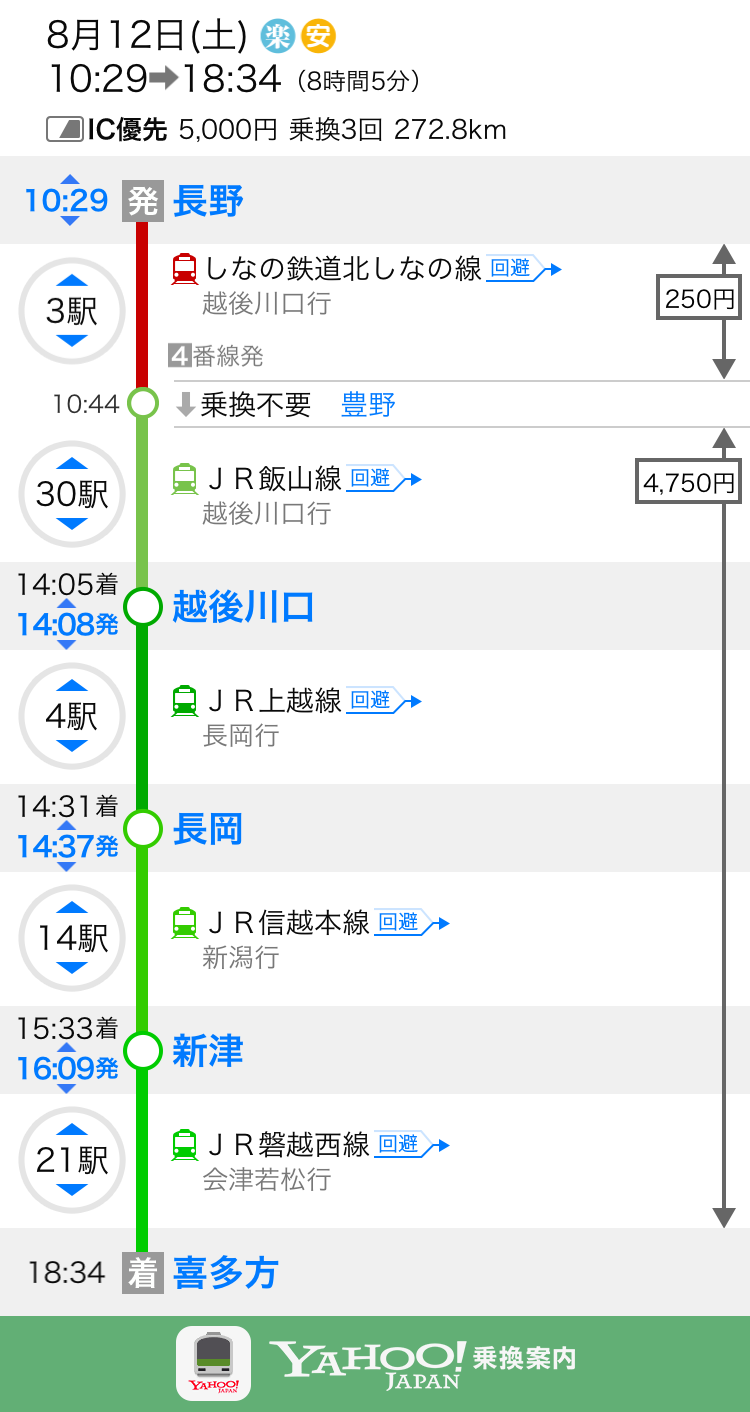 8月12日(土) 楽 安
10:29➡18:34（8時間5分）
IC優先 5,000円 乗換3回 272.8km
10:29 発 長野
しなの鉄道北しなの線 回避
越後川口行
3駅
250円
4番線発
10:44 乗換不要 豊野
ＪＲ飯山線 回避
越後川口行
30駅
4,750円
14:05着
14:08発
越後川口
ＪＲ上越線 回避
長岡行
4駅
14:31着
14:37発
長岡
ＪＲ信越本線 回避
新潟行
14駅
15:33着
16:09発
新津
ＪＲ磐越西線 回避
会津若松行
21駅
18:34 着 喜多方
YAHOO!
JAPAN
YAHOO! 乗換案内
JAPAN